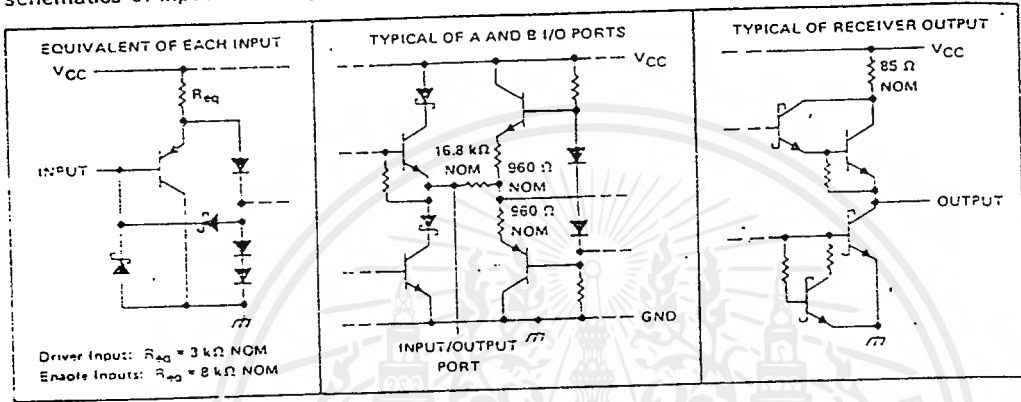 EQUIVALENT OF EACH INPUT
VCC
Req
INPUT
Driver Input: Req = 3 kΩ NOM
Enable Inputs: Req = 8 kΩ NOM
TYPICAL OF A AND B I/O PORTS
VCC
16.8 kΩ
NOM
960 Ω
NOM
960 Ω
NOM
GND
INPUT/OUTPUT
PORT
TYPICAL OF RECEIVER OUTPUT
VCC
85 Ω
NOM
OUTPUT